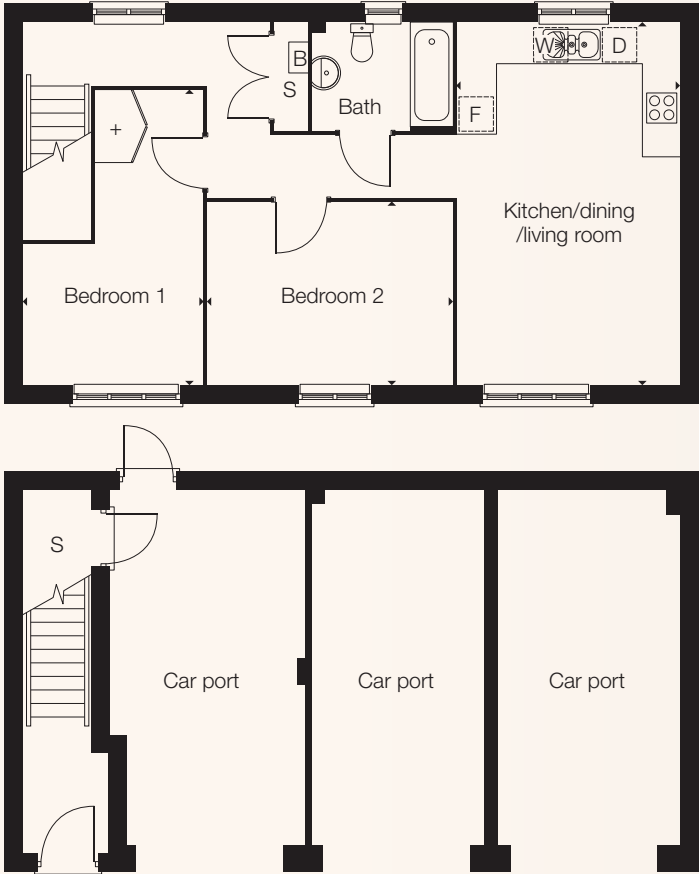 B
S
W
D
Bath
F
+
Kitchen/dining
/living room
Bedroom 1
Bedroom 2
S
Car port
Car port
Car port